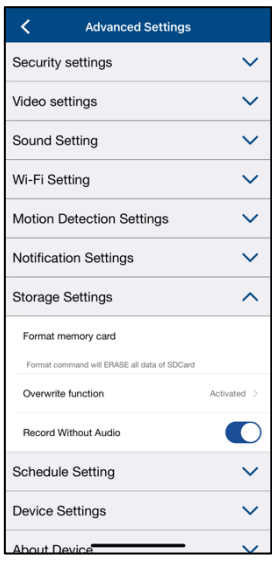 Advanced Settings
Security settings
Video settings
Sound Setting
Wi-Fi Setting
Motion Detection Settings
Notification Settings
Storage Settings
Format memory card
Format command will ERASE all data of SDCard
Overwrite function Activated
Record Without Audio
Schedule Setting
Device Settings
About Device